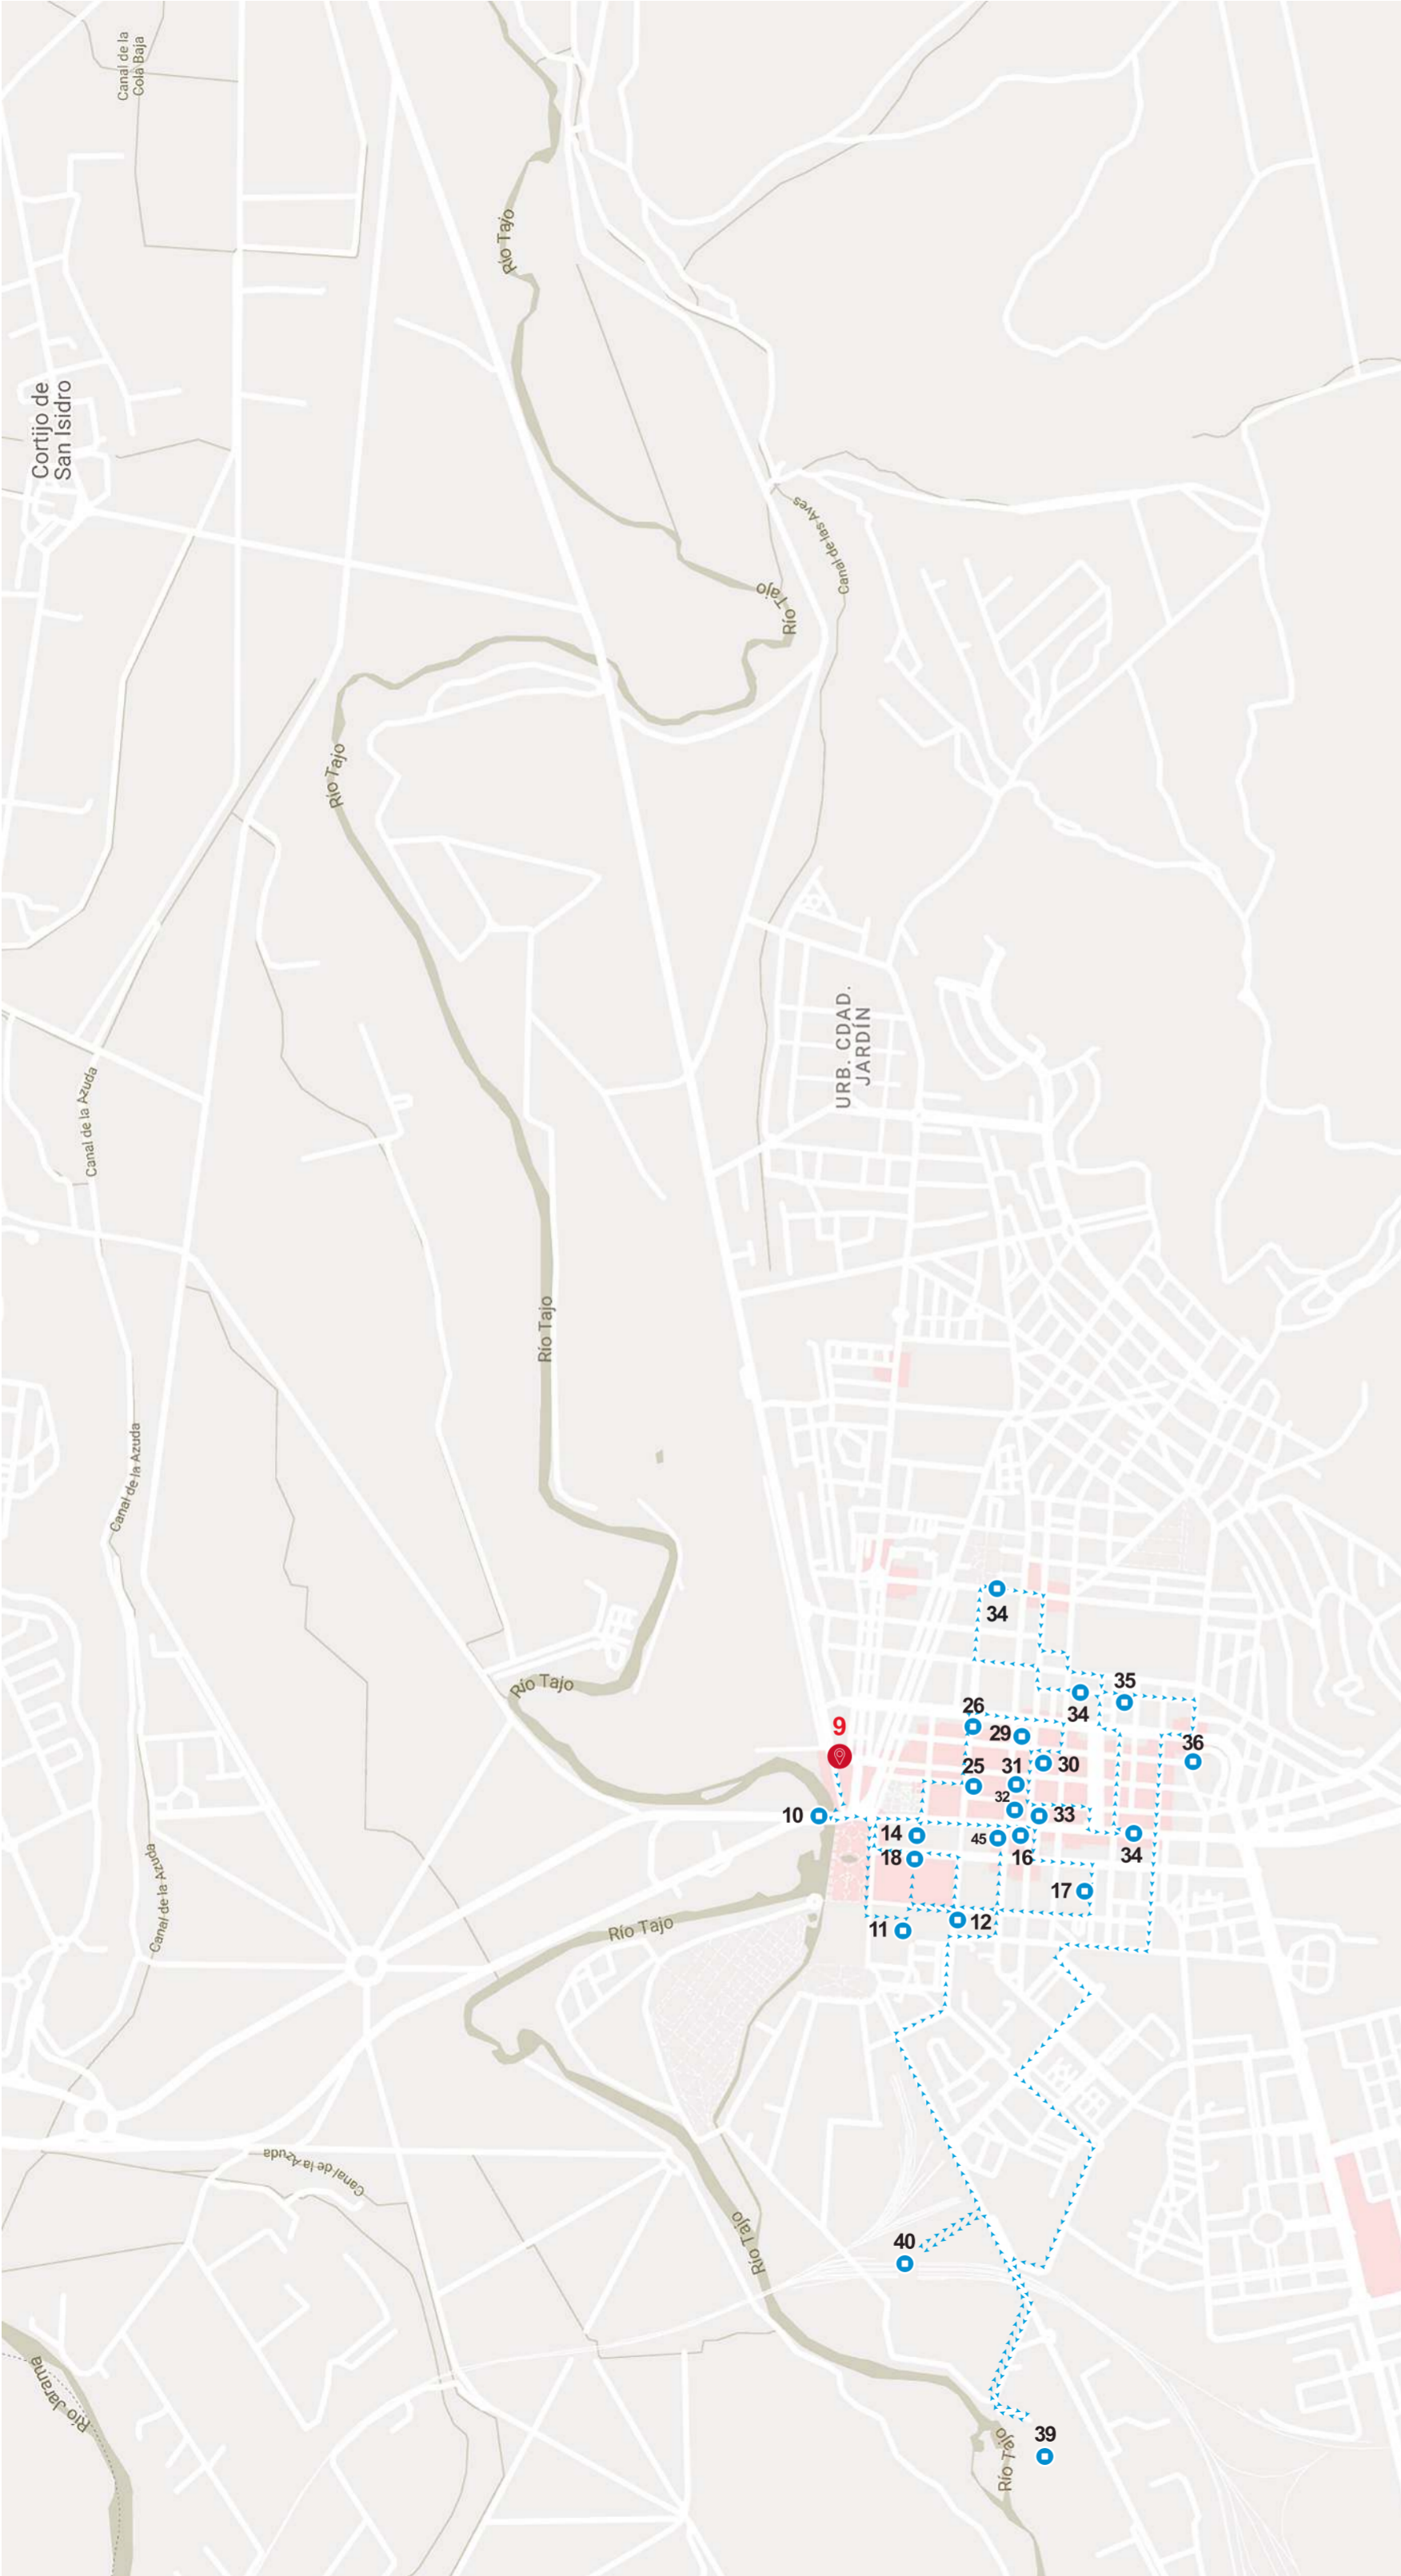 Canal de la
Cola Baja
Río Tajo
Cortijo de
San Isidro
Canal de las Aves
Río Tajo
Río Tajo
URB. CDAD.
JARDÍN
Canal de la Azuda
Río Tajo
Canal de la Azuda
34
Río Tajo
35
34
26
9
29
36
25
31
30
32
10
33
14
45
16
34
18
17
Canal de la Azuda
11
12
Río Tajo
Canal de la Azuda
Río Tajo
40
Río Jarama
39
Río Tajo